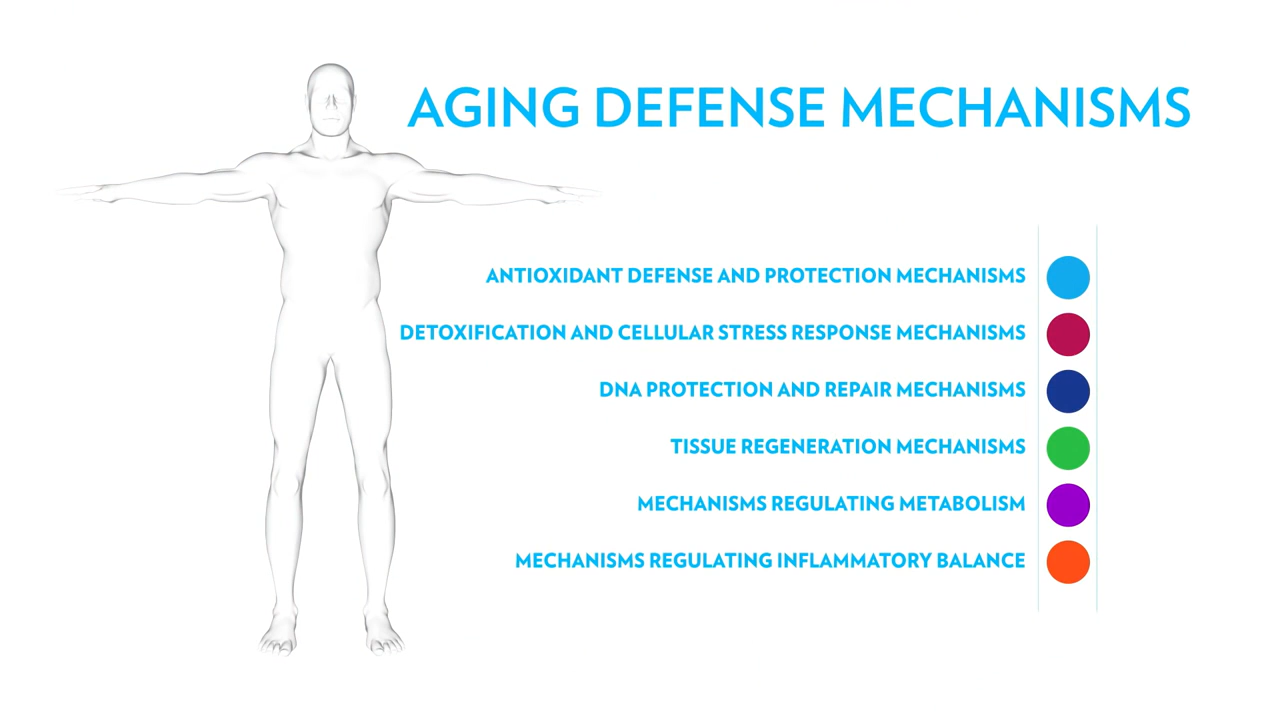 AGING DEFENSE MECHANISMS
ANTIOXIDANT DEFENSE AND PROTECTION MECHANISMS
DETOXIFICATION AND CELLULAR STRESS RESPONSE MECHANISMS
DNA PROTECTION AND REPAIR MECHANISMS
TISSUE REGENERATION MECHANISMS
MECHANISMS REGULATING METABOLISM
MECHANISMS REGULATING INFLAMMATORY BALANCE